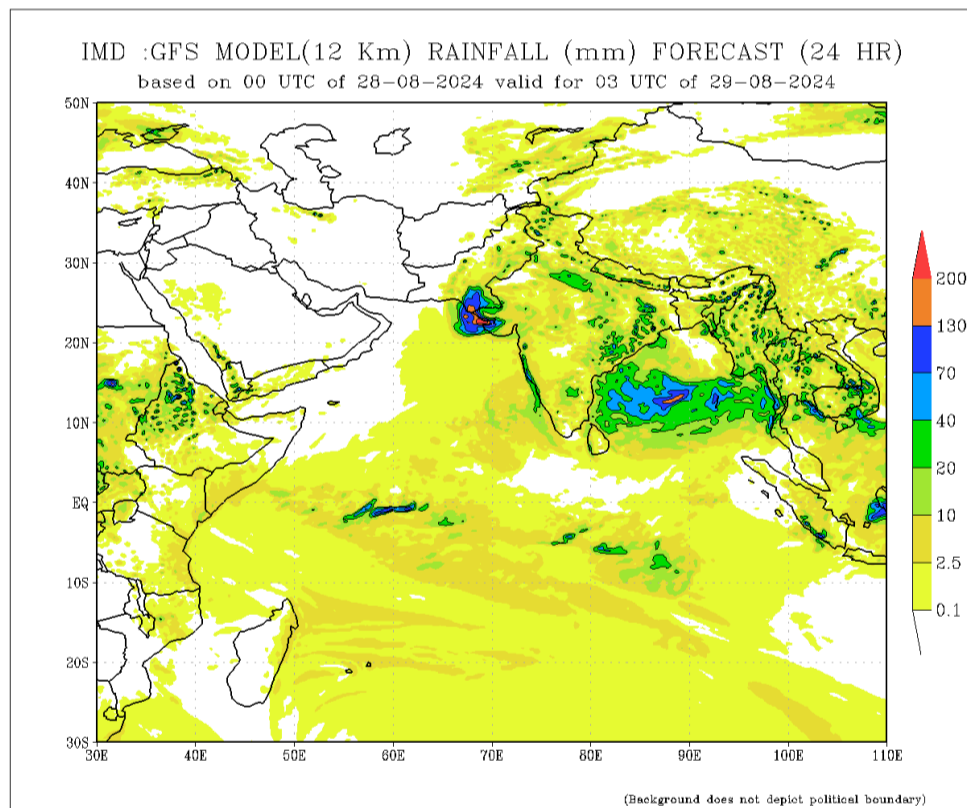 IMD :GFS MODEL(12 Km) RAINFALL (mm) FORECAST (24 HR)
based on 00 UTC of 28-08-2024 valid for 03 UTC of 29-08-2024
50N
40N
30N
20N
10N
EQ
10S
20S
30S
30E 40E 50E 60E 70E 80E 90E 100E 110E
200
130
70
40
20
10
2.5
0.1
(Background does not depict political boundary)